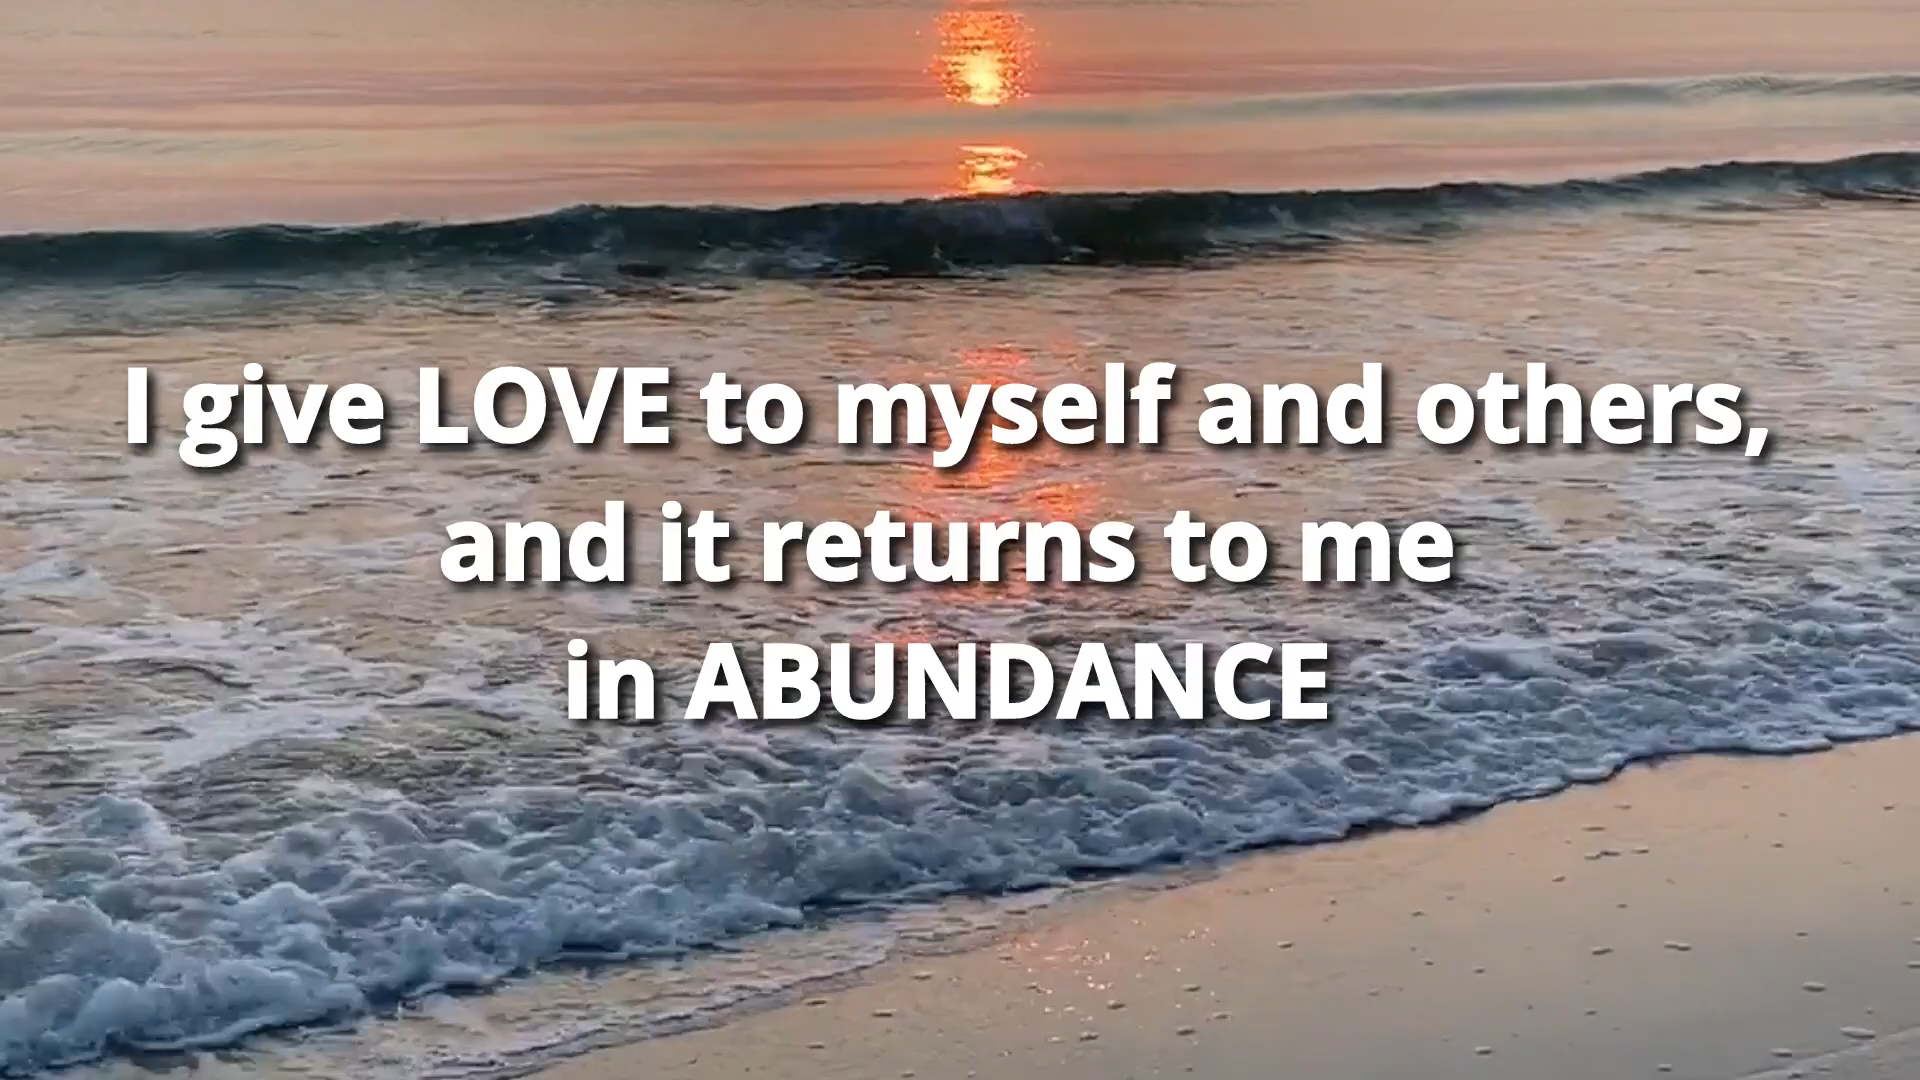 I give LOVE to myself and others,
and it returns to me
in ABUNDANCE